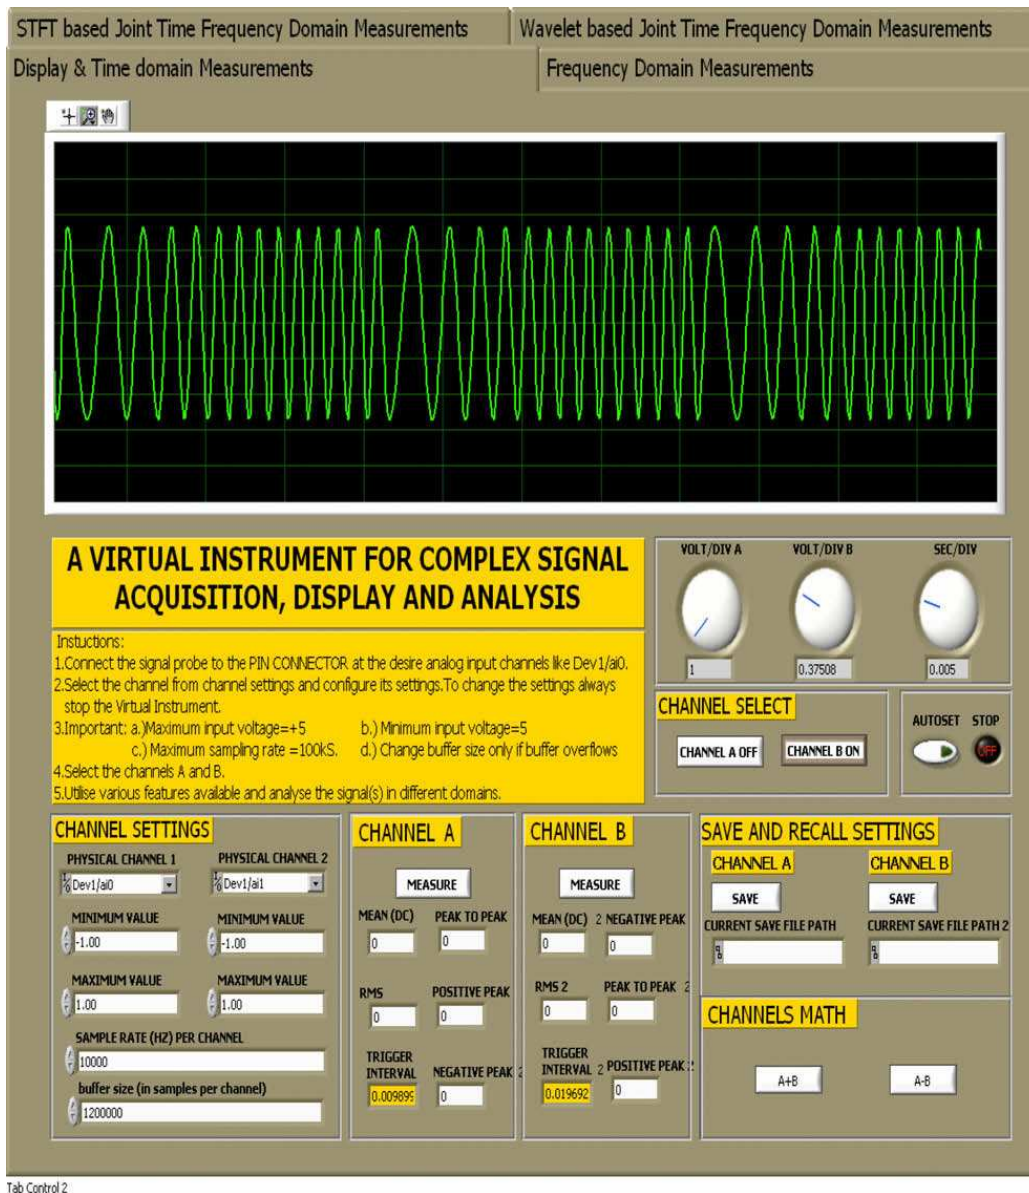 STFT based Joint Time Frequency Domain Measurements
Wavelet based Joint Time Frequency Domain Measurements
Display & Time domain Measurements
Frequency Domain Measurements
A VIRTUAL INSTRUMENT FOR COMPLEX SIGNAL
ACQUISITION, DISPLAY AND ANALYSIS
Instuctions:
1.Connect the signal probe to the PIN CONNECTOR at the desire analog input channels like Dev1/ai0.
2.Select the channel from channel settings and configure its settings.To change the settings always
stop the Virtual Instrument.
3.Important: a.)Maximum input voltage=+5 b.) Minimum input voltage=5
c.) Maximum sampling rate =100kS. d.) Change buffer size only if buffer overflows
4.Select the channels A and B.
5.Utilise various features available and analyse the signal(s) in different domains.
VOLT/DIV A
VOLT/DIV B
SEC/DIV
1
0.37508
0.005
CHANNEL SELECT
CHANNEL A OFF
CHANNEL B ON
AUTOSET
STOP
OFF
CHANNEL SETTINGS
PHYSICAL CHANNEL 1
PHYSICAL CHANNEL 2
Dev1/ai0
Dev1/ai1
MINIMUM VALUE
MINIMUM VALUE
-1.00
-1.00
MAXIMUM VALUE
MAXIMUM VALUE
1.00
1.00
SAMPLE RATE (HZ) PER CHANNEL
10000
buffer size (in samples per channel)
1200000
CHANNEL A
MEASURE
MEAN (DC)
PEAK TO PEAK
0
0
RMS
POSITIVE PEAK
0
0
TRIGGER
INTERVAL
NEGATIVE PEAK 2
0.009899
0
CHANNEL B
MEASURE
MEAN (DC) 2
NEGATIVE PEAK
0
0
RMS 2
PEAK TO PEAK 2
0
0
TRIGGER
INTERVAL 2
POSITIVE PEAK 2
0.019692
0
SAVE AND RECALL SETTINGS
CHANNEL A
CHANNEL B
SAVE
SAVE
CURRENT SAVE FILE PATH
CURRENT SAVE FILE PATH 2
CHANNELS MATH
A+B
A-B
Tab Control 2